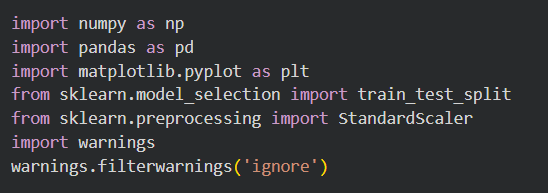 import numpy as np
import pandas as pd
import matplotlib.pyplot as plt
from sklearn.model_selection import train_test_split
from sklearn.preprocessing import StandardScaler
import warnings
warnings.filterwarnings('ignore')